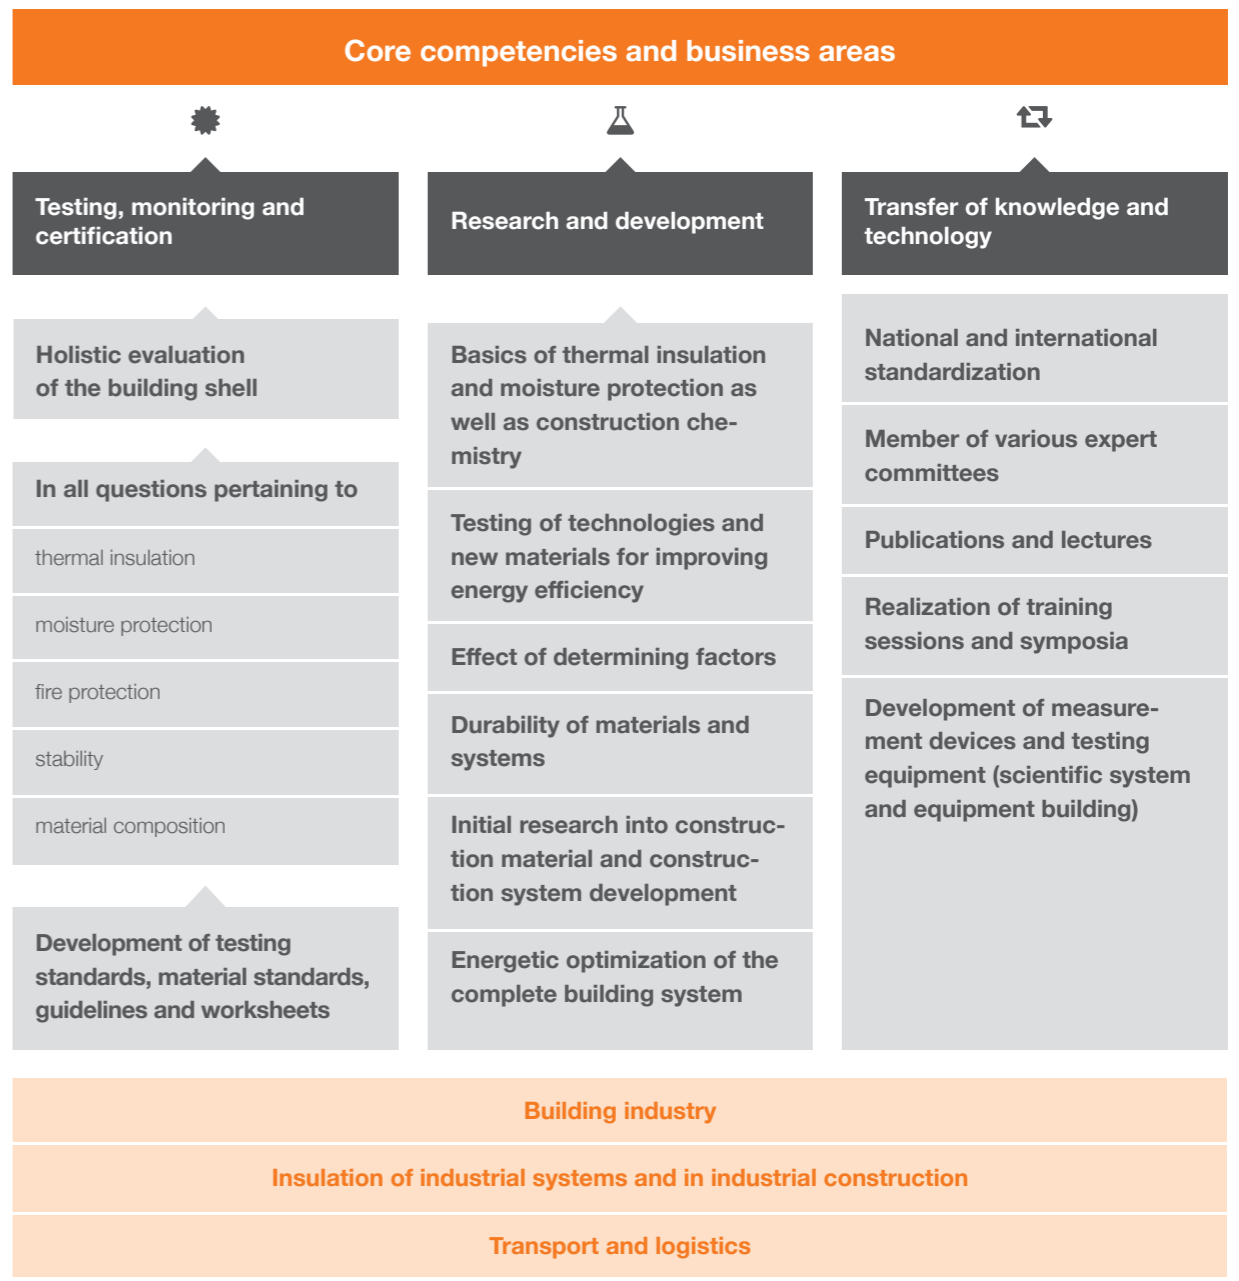 Core competencies and business areas
Testing, monitoring and
certification
Holistic evaluation
of the building shell
In all questions pertaining to
thermal insulation
moisture protection
fire protection
stability
material composition
Development of testing
standards, material standards,
guidelines and worksheets
Research and development
Basics of thermal insulation
and moisture protection as
well as construction che-
mistry
Testing of technologies and
new materials for improving
energy efficiency
Effect of determining factors
Durability of materials and
systems
Initial research into construc-
tion material and construc-
tion system development
Energetic optimization of the
complete building system
Transfer of knowledge and
technology
National and international
standardization
Member of various expert
committees
Publications and lectures
Realization of training
sessions and symposia
Development of measure-
ment devices and testing
equipment (scientific system
and equipment building)
Building industry
Insulation of industrial systems and in industrial construction
Transport and logistics